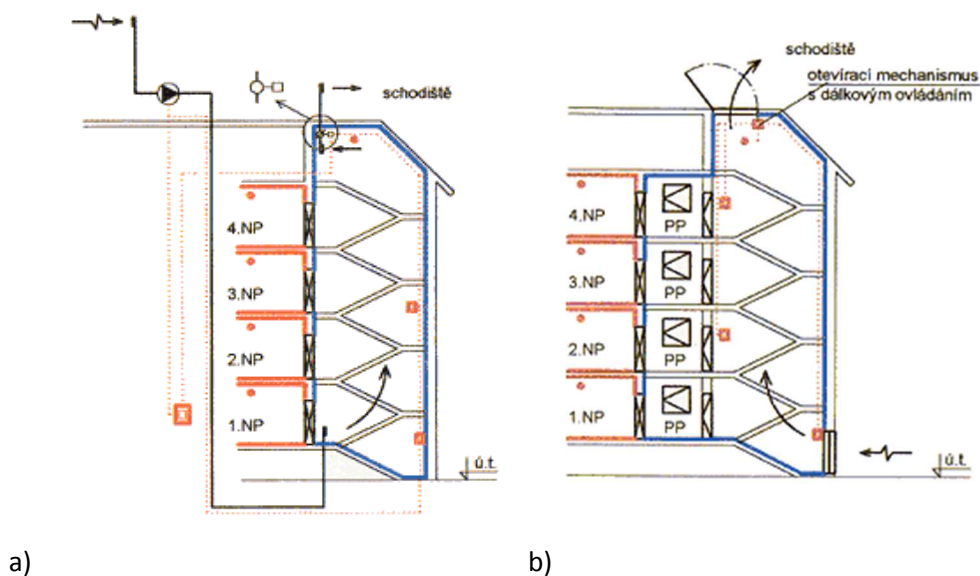 schodiště
4.NP
3.NP
2.NP
1.NP
ú.t.
a)
schodiště
otevírací mechanismus
s dálkovým ovládáním
4.NP
PP
3.NP
PP
2.NP
PP
1.NP
PP
ú.t.
b)